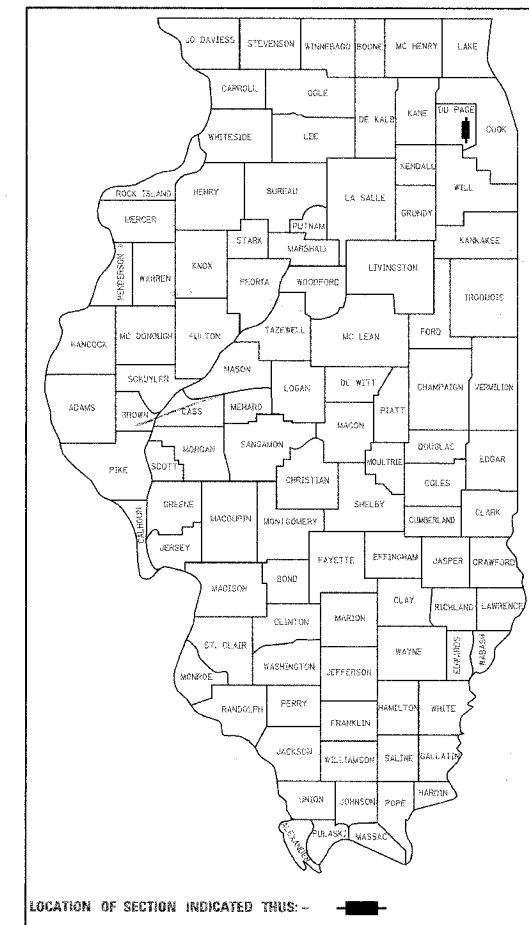 JO DAVIESS STEVENSON WINNEBAGO BOONE MC HENRY LAKE
CARROLL OGLE DE KALB KANE DU PAGE COOK
WHITESIDE LEE
KENDALL WILL
ROCK ISLAND HENRY BUREAU LA SALLE GRUNDY
MERCER PUTNAM KANKAKEE
STARK MARSHALL
HENDERSON WARREN KNOX PEORIA WOODFORD LIVINGSTON IROQUOIS
HANCOCK MC DONOUGH FULTON TAZEWELL MC LEAN FORD
MASON
SCHUYLER LOGAN DE WITT CHAMPAIGN VERMILION
ADAMS BROWN CASS MENARD MACON PIATT
SANGAMON DOUGLAS
PIKE SCOTT MORGAN CHRISTIAN MOULTRIE COLES EDGAR
GREENE MACOUPIN MONTGOMERY SHELBY CUMBERLAND CLARK
CALHOUN JERSEY
FAYETTE EFFINGHAM JASPER CRAWFORD
MADISON BOND
CLAY RICHLAND LAWRENCE
CLINTON MARION
ST. CLAIR WAYNE EDWARDS WABASH
WASHINGTON JEFFERSON
MONROE
RANDOLPH PERRY HAMILTON WHITE
FRANKLIN
JACKSON WILLIAMSON SALINE GALLATIN
UNION JOHNSON POPE HARDIN
ALEXANDER PULASKI MASSAC
LOCATION OF SECTION INDICATED THUS: -